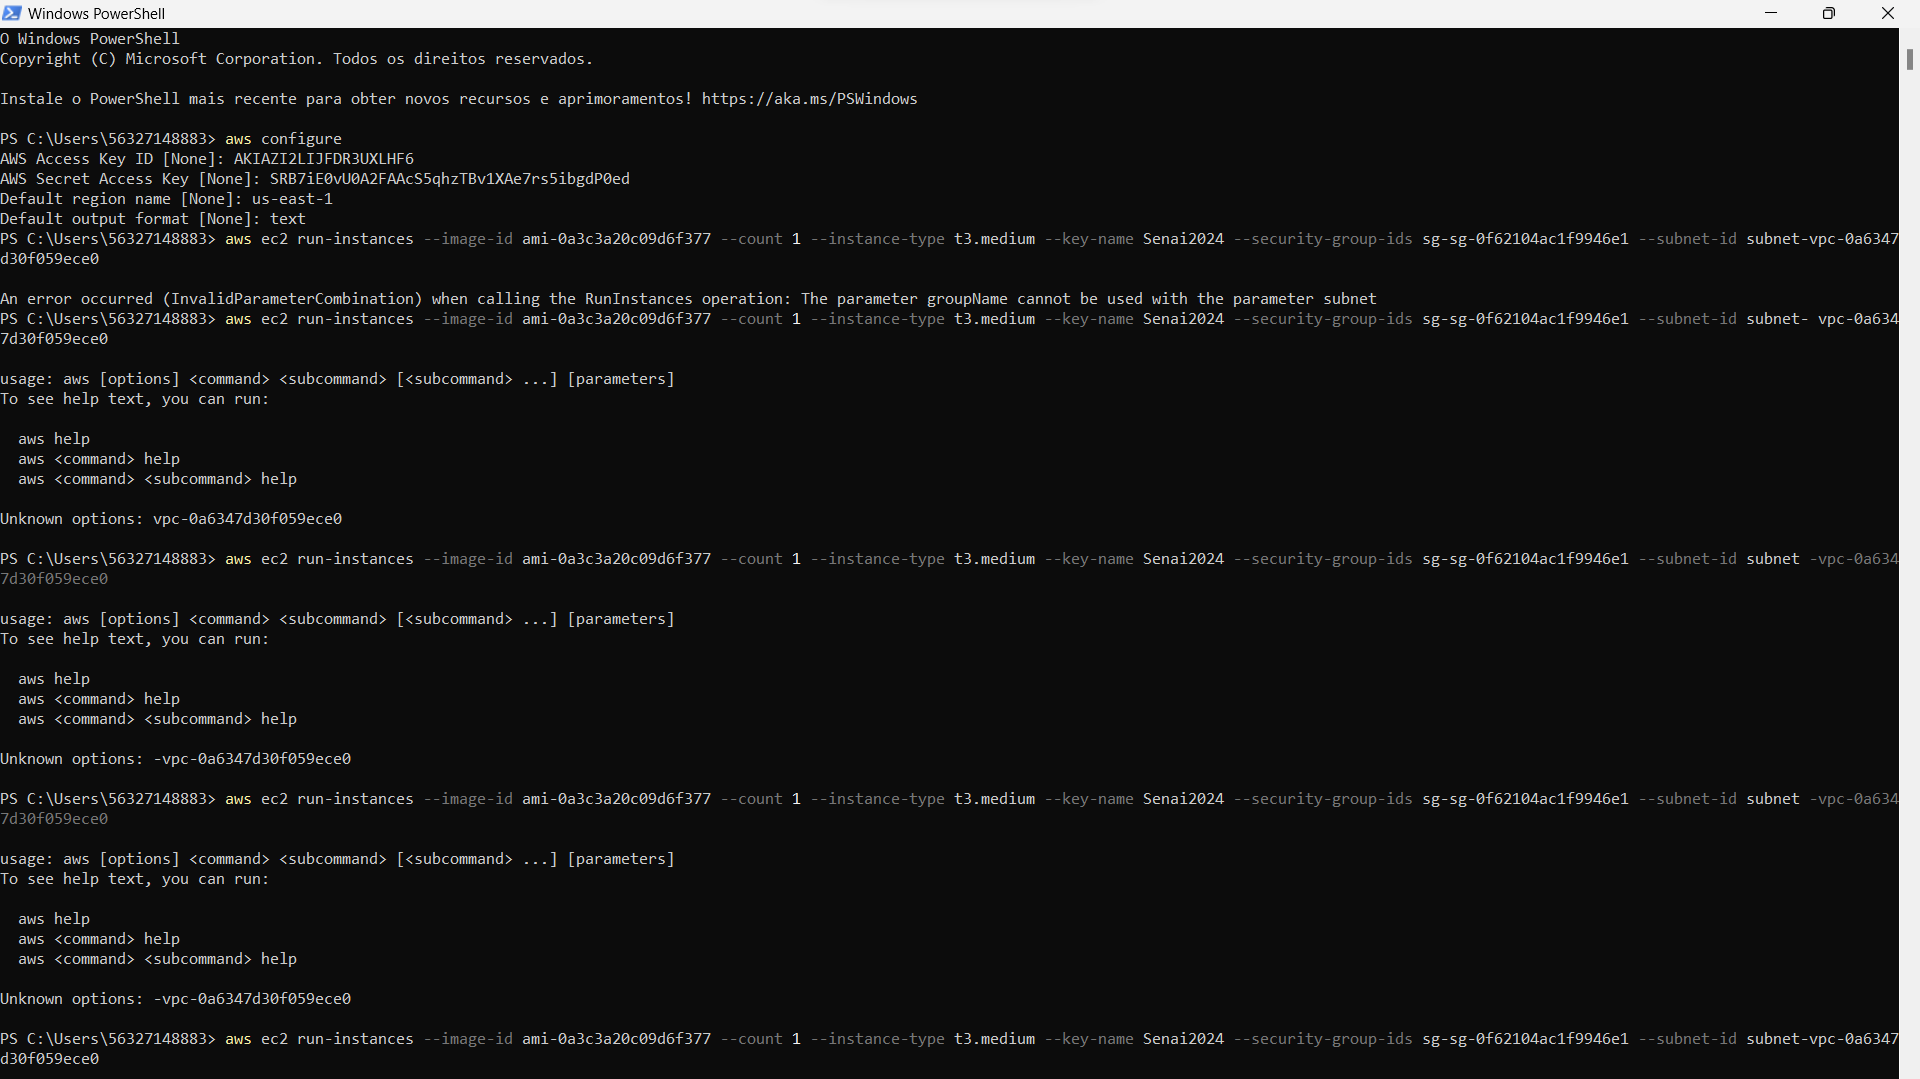 Windows PowerShell
O Windows PowerShell
Copyright (C) Microsoft Corporation. Todos os direitos reservados.
Instale o PowerShell mais recente para obter novos recursos e aprimoramentos! https://aka.ms/PSWindows
PS C:\Users\56327148883> aws configure
AWS Access Key ID [None]: AKIAZI2LIJFDR3UXLHF6
AWS Secret Access Key [None]: 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
Default region name [None]: us-east-1
Default output format [None]: text
PS C:\Users\56327148883> aws ec2 run-instances --image-id ami-0a3c3a20c09d6f377 --count 1 --instance-type t3.medium --key-name Senai2024 --security-group-ids sg-sg-0f62104ac1f9946e1 --subnet-id subnet-vpc-0a6347
d30f059ece0
An error occurred (InvalidParameterCombination) when calling the RunInstances operation: The parameter groupName cannot be used with the parameter subnet
PS C:\Users\56327148883> aws ec2 run-instances --image-id ami-0a3c3a20c09d6f377 --count 1 --instance-type t3.medium --key-name Senai2024 --security-group-ids sg-sg-0f62104ac1f9946e1 --subnet-id subnet- vpc-0a634
7d30f059ece0
usage: aws [options] <command> <subcommand> [<subcommand> ...] [parameters]
To see help text, you can run:
aws help
aws <command> help
aws <command> <subcommand> help
Unknown options: vpc-0a6347d30f059ece0
PS C:\Users\56327148883> aws ec2 run-instances --image-id ami-0a3c3a20c09d6f377 --count 1 --instance-type t3.medium --key-name Senai2024 --security-group-ids sg-sg-0f62104ac1f9946e1 --subnet-id subnet -vpc-0a634
7d30f059ece0
usage: aws [options] <command> <subcommand> [<subcommand> ...] [parameters]
To see help text, you can run:
aws help
aws <command> help
aws <command> <subcommand> help
Unknown options: -vpc-0a6347d30f059ece0
PS C:\Users\56327148883> aws ec2 run-instances --image-id ami-0a3c3a20c09d6f377 --count 1 --instance-type t3.medium --key-name Senai2024 --security-group-ids sg-sg-0f62104ac1f9946e1 --subnet-id subnet -vpc-0a634
7d30f059ece0
usage: aws [options] <command> <subcommand> [<subcommand> ...] [parameters]
To see help text, you can run:
aws help
aws <command> help
aws <command> <subcommand> help
Unknown options: -vpc-0a6347d30f059ece0
PS C:\Users\56327148883> aws ec2 run-instances --image-id ami-0a3c3a20c09d6f377 --count 1 --instance-type t3.medium --key-name Senai2024 --security-group-ids sg-sg-0f62104ac1f9946e1 --subnet-id subnet-vpc-0a6347
d30f059ece0